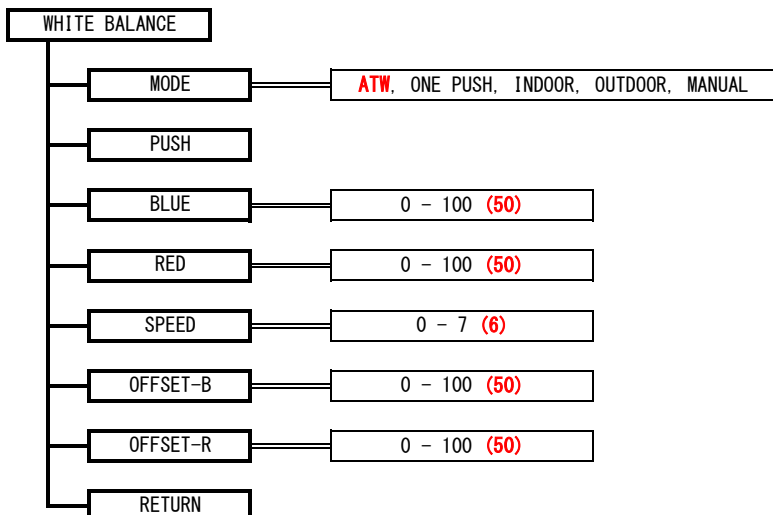 WHITE BALANCE
MODE ATW, ONE PUSH, INDOOR, OUTDOOR, MANUAL
PUSH
BLUE 0 - 100 (50)
RED 0 - 100 (50)
SPEED 0 - 7 (6)
OFFSET-B 0 - 100 (50)
OFFSET-R 0 - 100 (50)
RETURN